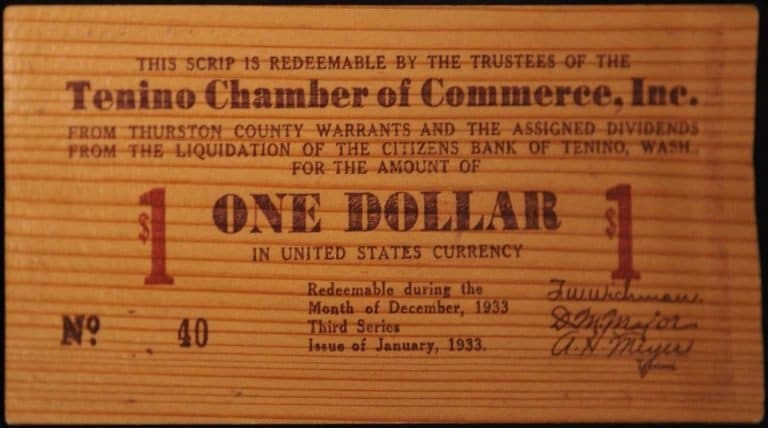 THIS SCRIP IS REDEEMABLE BY THE TRUSTEES OF THE
Tenino Chamber of Commerce, Inc.
FROM THURSTON COUNTY WARRANTS AND THE ASSIGNED DIVIDENDS
FROM THE LIQUIDATION OF THE CITIZENS BANK OF TENINO, WASH.,
FOR THE AMOUNT OF
$1 ONE DOLLAR $1
IN UNITED STATES CURRENCY
Redeemable during the
Month of December, 1933
Third Series
Issue of January, 1933.
No. 40
D. M. Major
A. H. Meyer